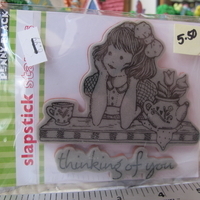 PENNY BLACK
slapstick
5.50
thinking of you